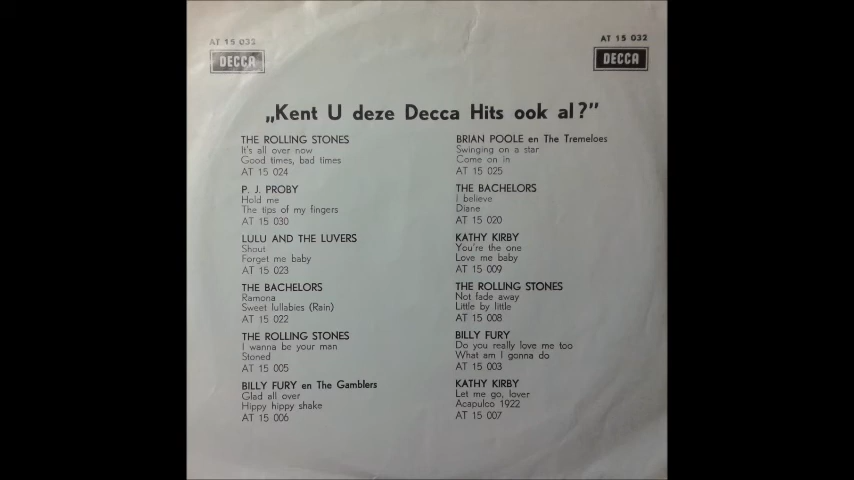 AT 15 032
AT 15 032
DECCA
DECCA
„Kent U deze Decca Hits ook al?”
THE ROLLING STONES
It's all over now
Good times, bad times
AT 15 024
P. J. PROBY
Hold me
The tips of my fingers
AT 15 030
LULU AND THE LUVERS
Shout
Forget me baby
AT 15 023
THE BACHELORS
Ramona
Sweet lullabies (Rain)
AT 15 022
THE ROLLING STONES
I wanna be your man
Stoned
AT 15 005
BILLY FURY en The Gamblers
Glad all over
Hippy hippy shake
AT 15 006
BRIAN POOLE en The Tremeloes
Swinging on a star
Come on in
AT 15 025
THE BACHELORS
I believe
Diane
AT 15 020
KATHY KIRBY
You're the one
Love me baby
AT 15 009
THE ROLLING STONES
Not fade away
Little by little
AT 15 008
BILLY FURY
Do you really love me too
What am I gonna do
AT 15 003
KATHY KIRBY
Let me go, lover
Acapulco 1922
AT 15 007